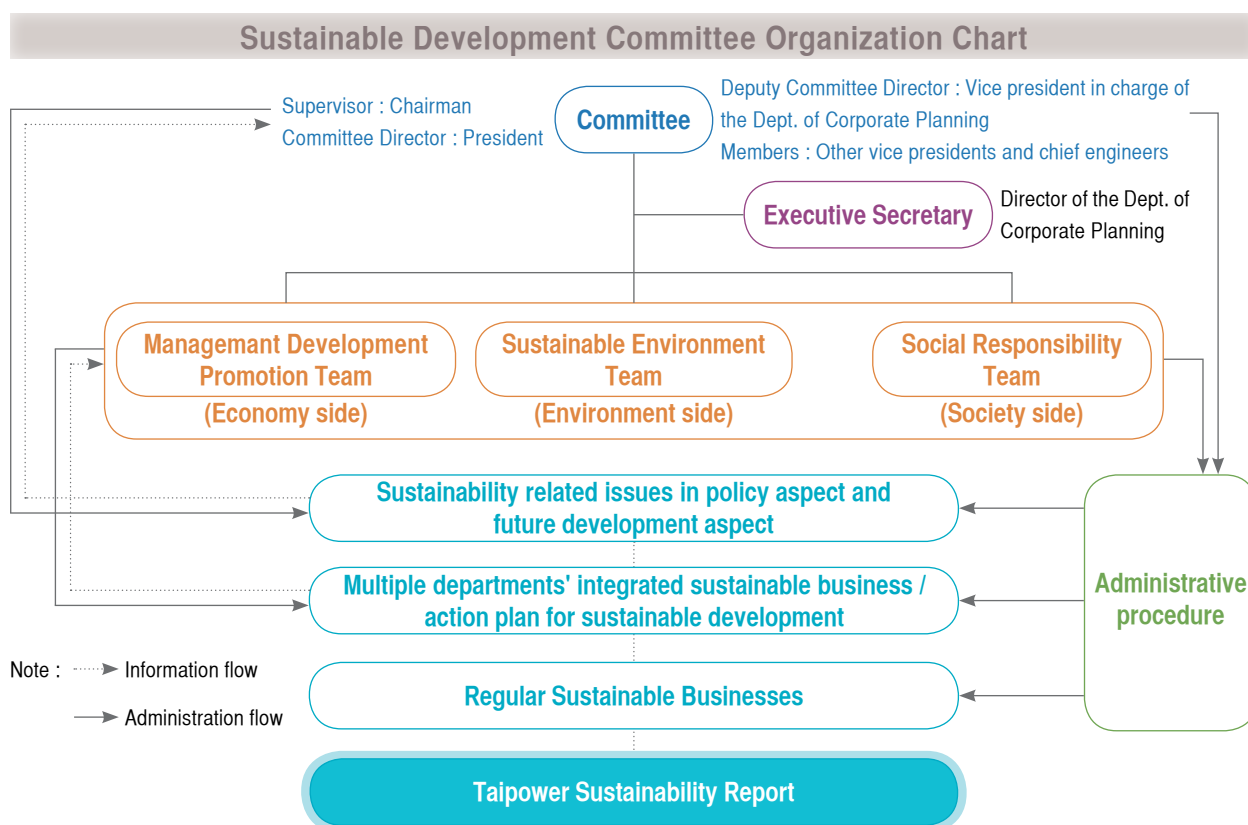 Sustainable Development Committee Organization Chart
Supervisor : Chairman
Committee Director : President
Committee
Deputy Committee Director : Vice president in charge of
the Dept. of Corporate Planning
Members : Other vice presidents and chief engineers
Executive Secretary
Director of the Dept. of
Corporate Planning
Managemant Development
Promotion Team
(Economy side)
Sustainable Environment
Team
(Environment side)
Social Responsibility
Team
(Society side)
Sustainability related issues in policy aspect and
future development aspect
Multiple departments' integrated sustainable business /
action plan for sustainable development
Administrative
procedure
Note : Information flow
Administration flow
Regular Sustainable Businesses
Taipower Sustainability Report